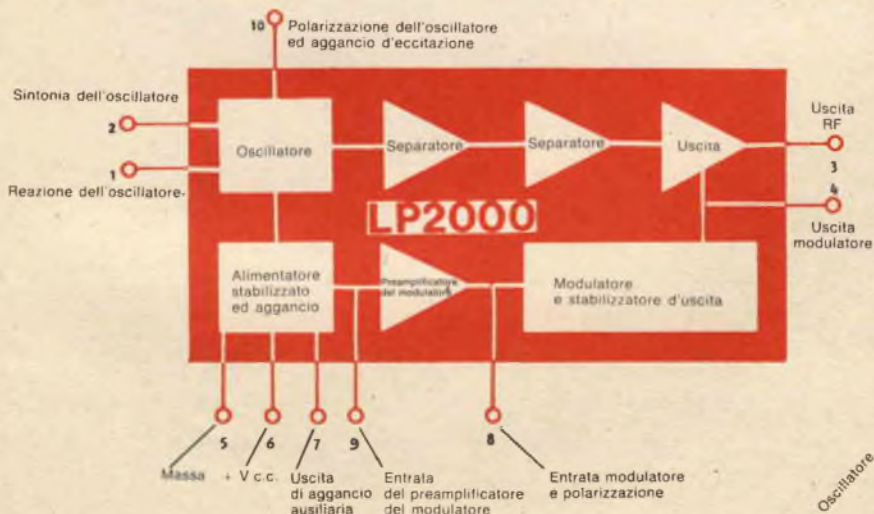 10 Polarizzazione dell'oscillatore
ed aggancio d'eccitazione
Sintonia dell'oscillatore
2
1
Reazione dell'oscillatore-
Oscillatore
Separatore
Separatore
Uscita
Uscita
RF
3
4
Uscita
modulatore
LP2000
Alimentatore
stabilizzato
ed aggancio
Preamplificatore
del modulatore
Modulatore
e stabilizzatore d'uscita
5
6
7
9
8
Massa
+ V c.c.
Uscita
di aggancio
ausiliaria
Entrata
del preamplificatore
del modulatore
Entrata modulatore
e polarizzazione
Oscillatore